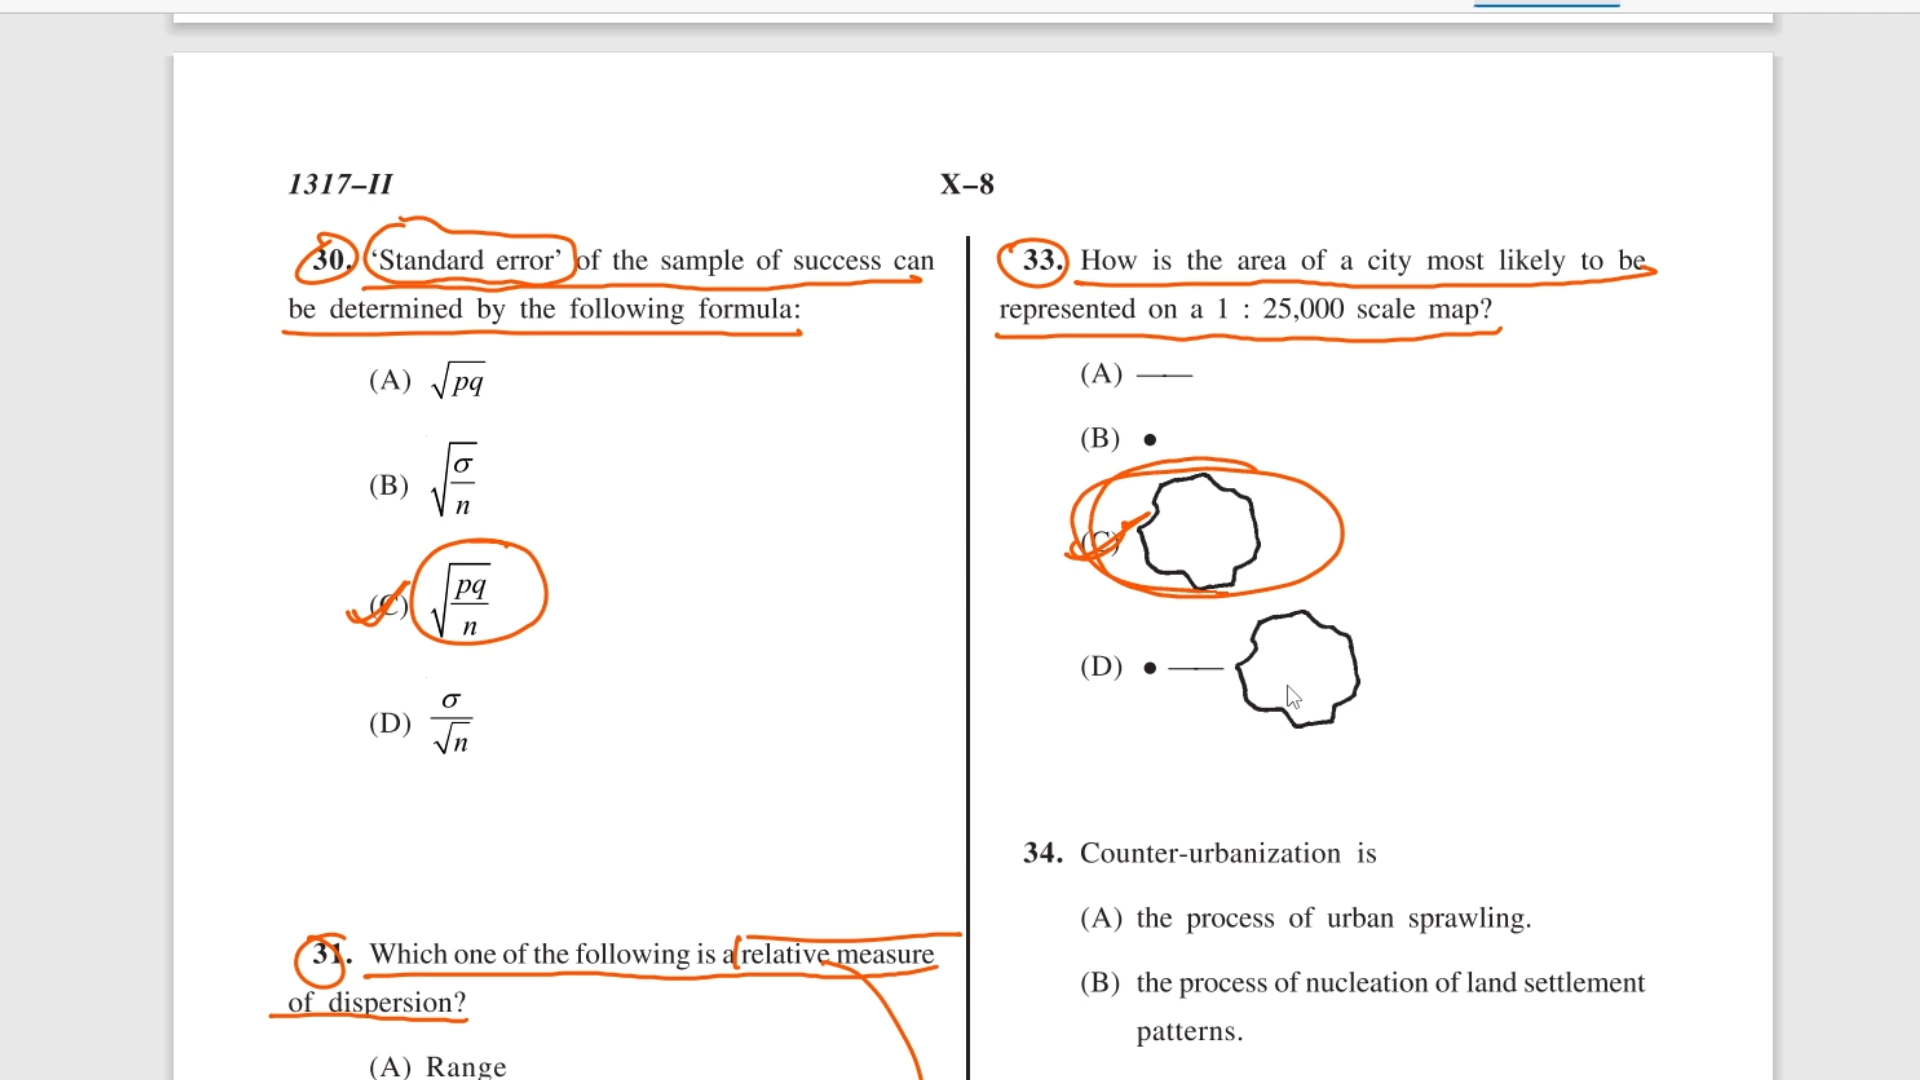 1317–II
X–8
30. ‘Standard error’ of the sample of success can
be determined by the following formula:
(A) √pq
(B) √(σ/n)
(C) √(pq/n)
(D) σ/√n
31. Which one of the following is a relative measure
of dispersion?
(A) Range
33. How is the area of a city most likely to be
represented on a 1 : 25,000 scale map?
(A)
(B)
(C)
(D)
34. Counter-urbanization is
(A) the process of urban sprawling.
(B) the process of nucleation of land settlement
patterns.